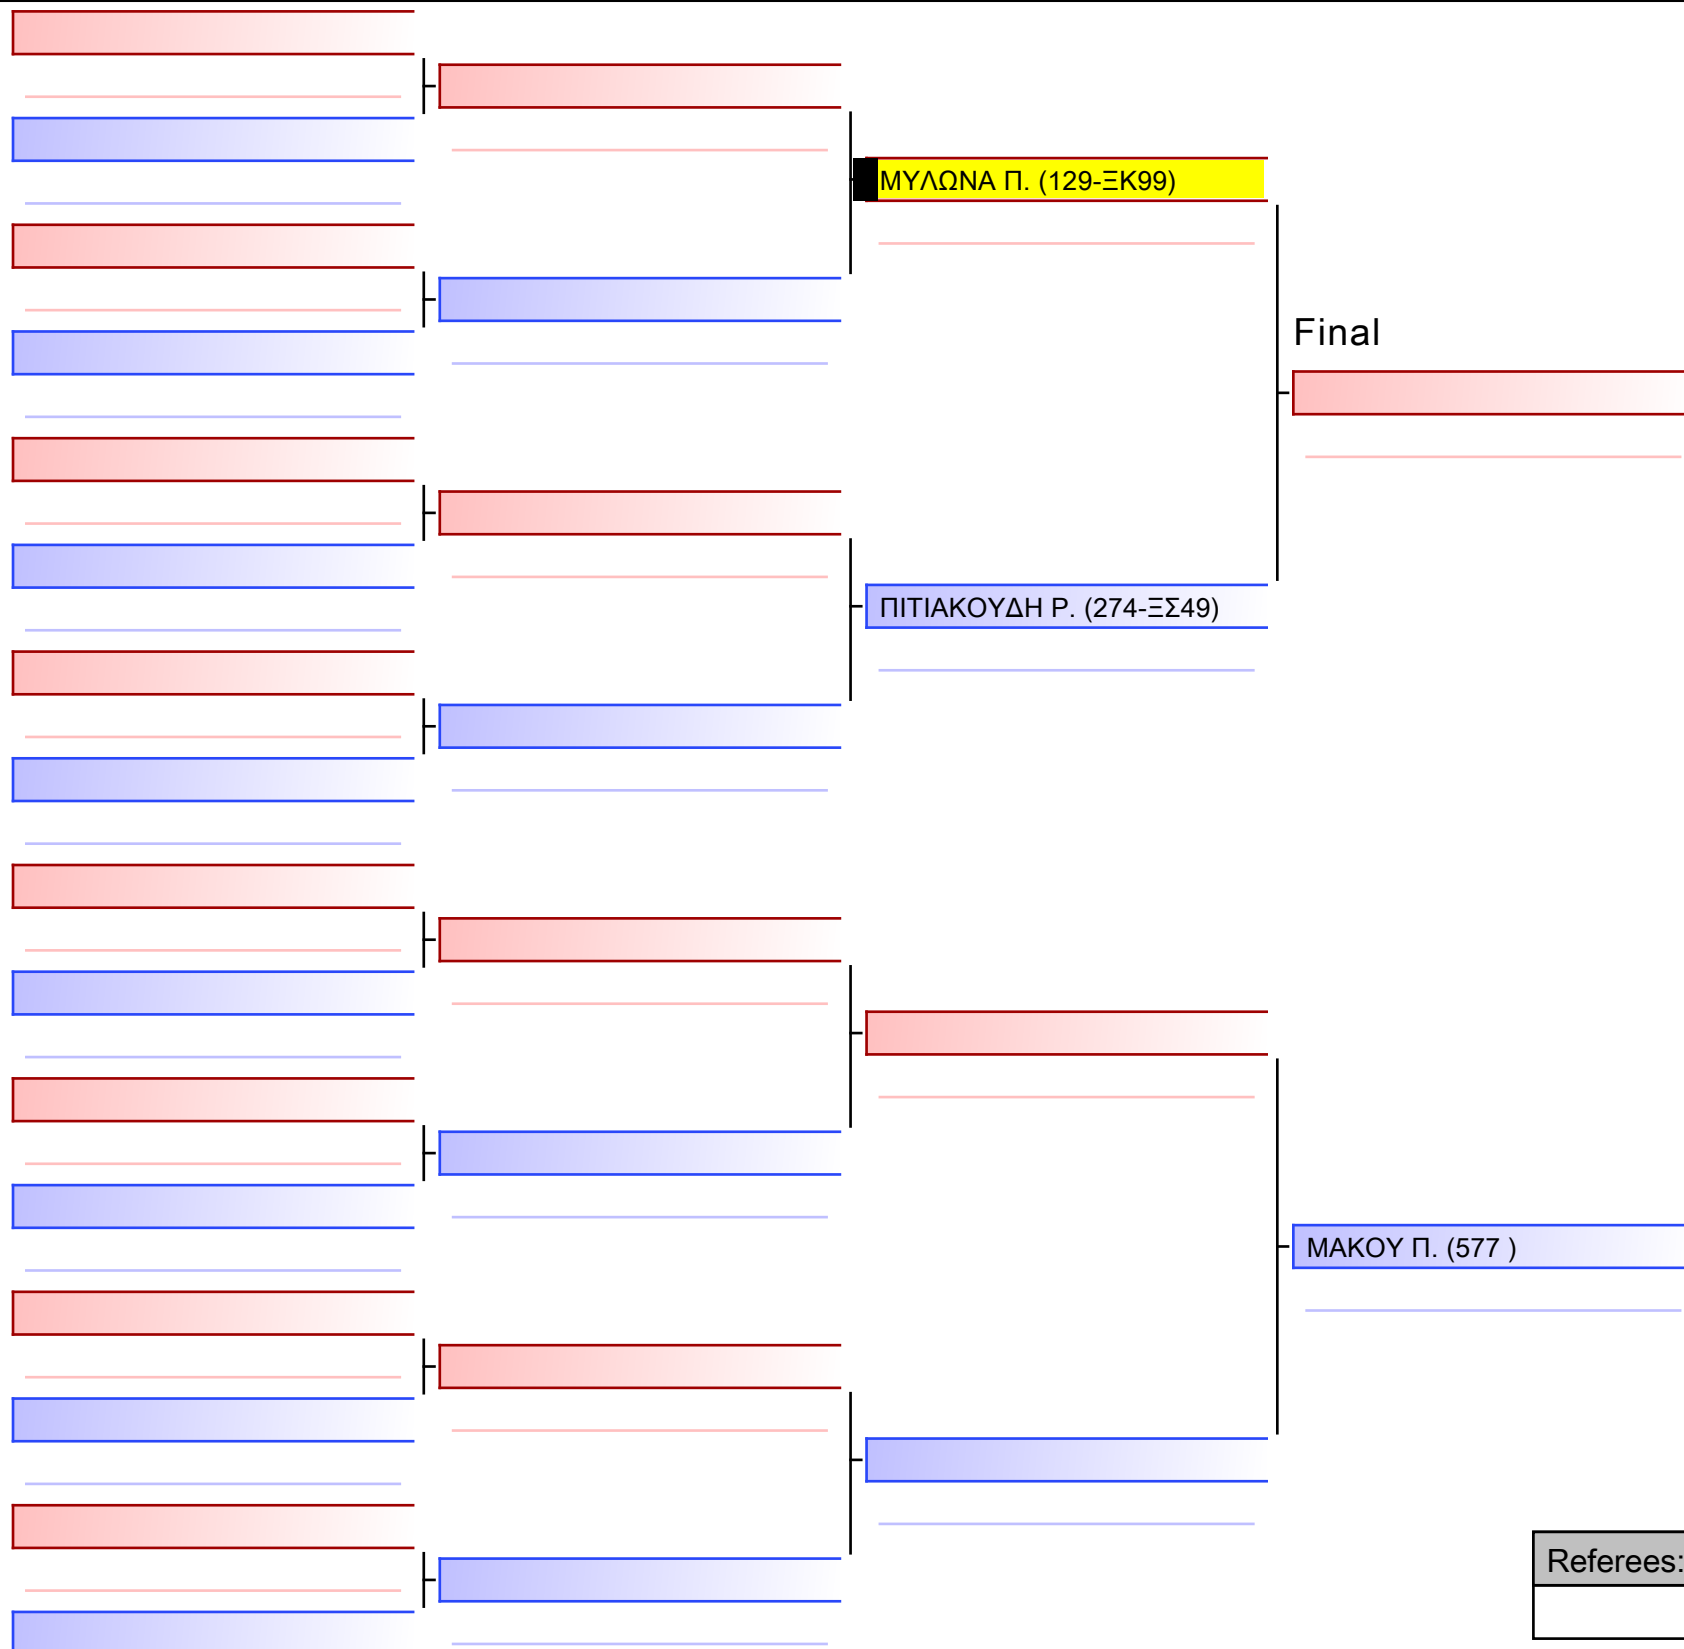 ΜΥΛΩΝΑ Π. (129-ΞΚ99)
Final
ΠΙΤΙΑΚΟΥΔΗ Ρ. (274-ΞΣ49)
ΜΑΚΟΥ Π. (577 )
Referees: